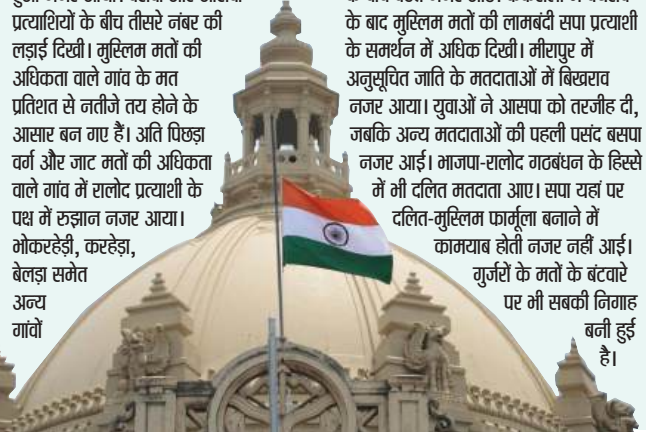 प्रत्याशियों के बीच तीसरे नंबर की
लड़ाई दिखी। मुस्लिम मतों की
अधिकता वाले गांव के मत
प्रतिशत से नतीजे तय होने के
आसार बन गए हैं। अति पिछड़ा
वर्ग और जाट मतों की अधिकता
वाले गांव में रालोद प्रत्याशी के
पक्ष में रुझान नजर आया।
भोकरहेड़ी, करहेड़ा,
बेलड़ा समेत
अन्य
गांवों
के बाद मुस्लिम मतों की लामबंदी सपा प्रत्याशी
के समर्थन में अधिक दिखी। मीरापुर में
अनुसूचित जाति के मतदाताओं में बिखराव
नजर आया। युवाओं ने आसपा को तरजीह दी,
जबकि अन्य मतदाताओं की पहली पसंद बसपा
नजर आई। भाजपा-रालोद गठबंधन के हिस्से
में भी दलित मतदाता आए। सपा यहां पर
दलित-मुस्लिम फार्मूला बनाने में
कामयाब होती नजर नहीं आई।
गुर्जरों के मतों के बंटवारे
पर भी सबकी निगाह
बनी हुई
है।